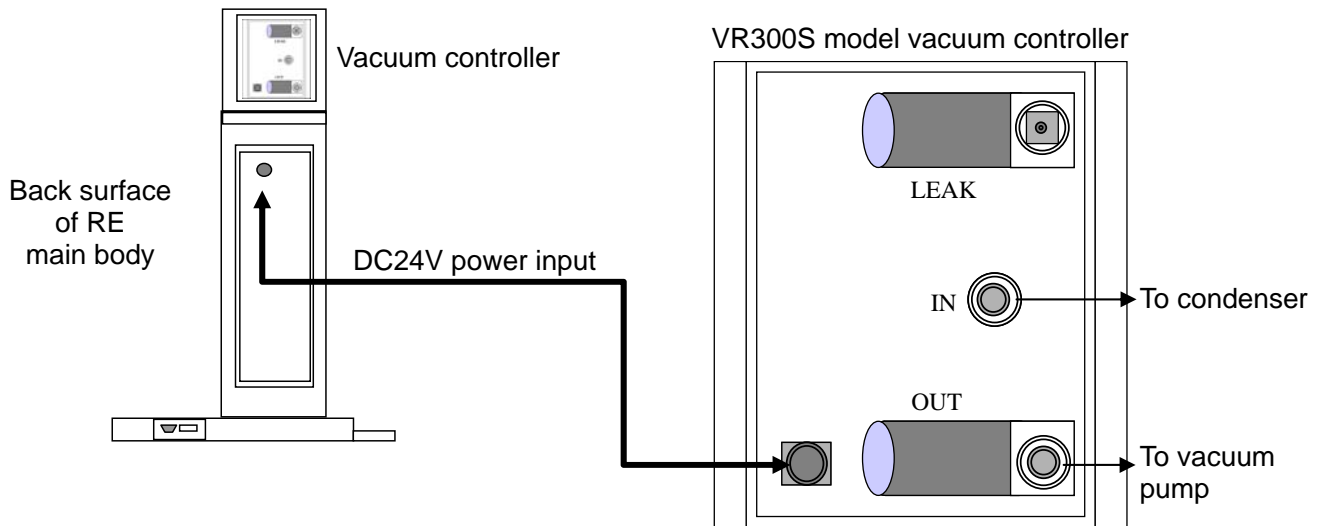 VR300S model vacuum controller
Vacuum controller
LEAK
Back surface
of RE
main body
DC24V power input
IN
To condenser
OUT
To vacuum
pump